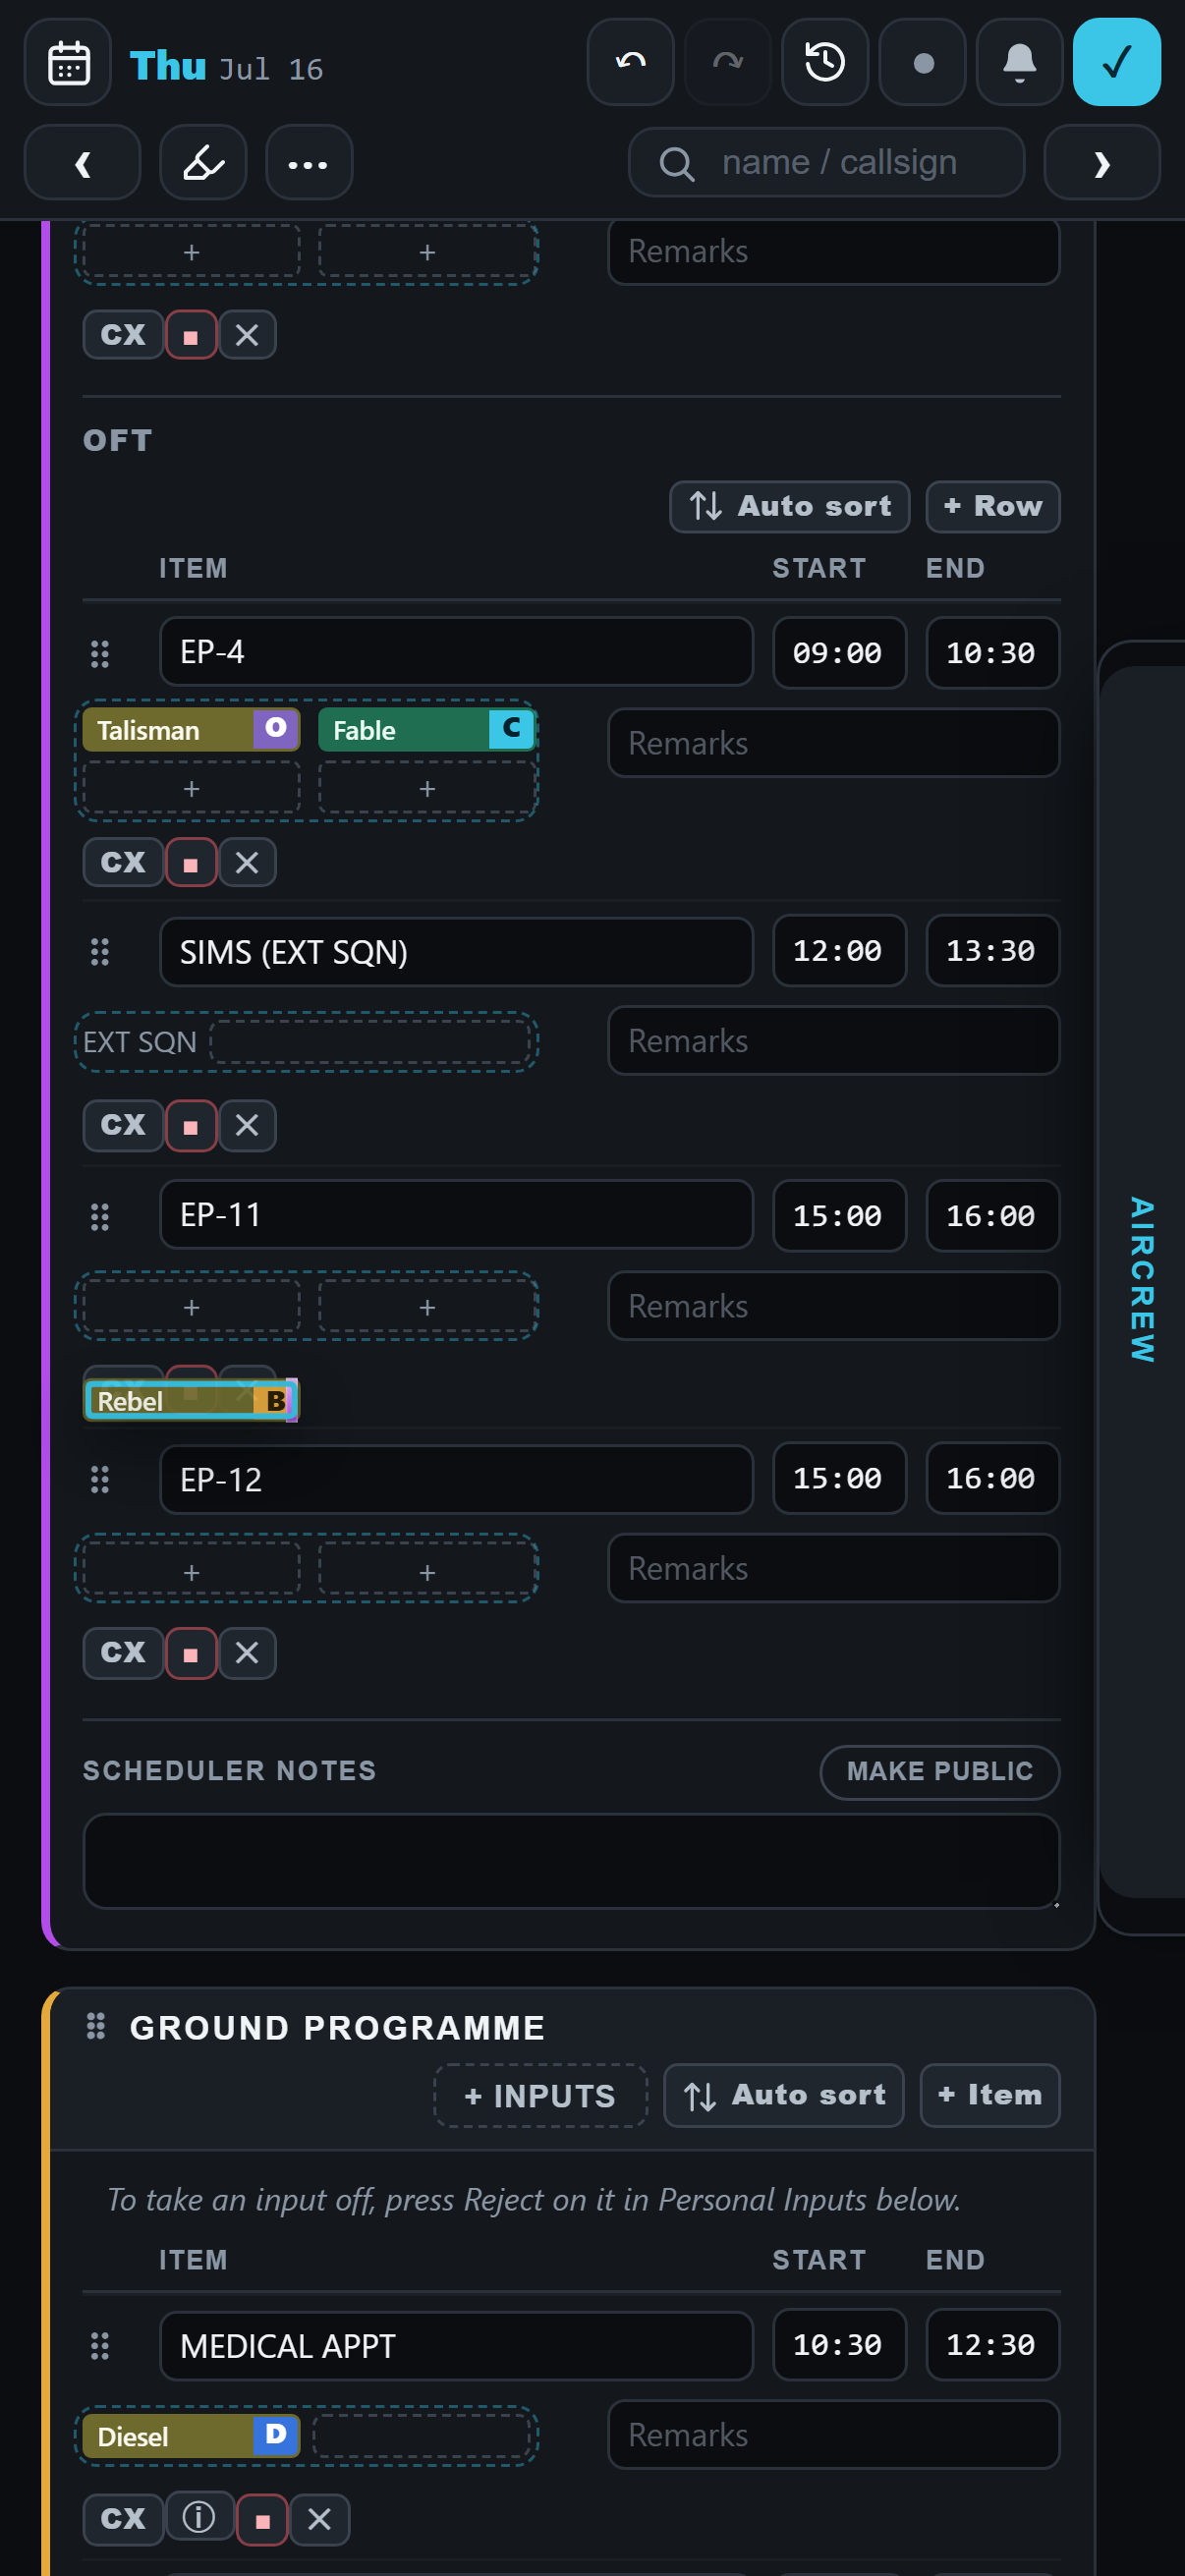 Thu Jul 16
name / callsign
+ +
Remarks
CX
OFT
Auto sort + Row
ITEM START END
EP-4 09:00 10:30
Talisman O Fable C
Remarks
+ +
CX
SIMS (EXT SQN) 12:00 13:30
EXT SQN
Remarks
CX
EP-11 15:00 16:00
+ +
Remarks
Rebel B
EP-12 15:00 16:00
+ +
Remarks
CX
SCHEDULER NOTES MAKE PUBLIC
AIRCREW
GROUND PROGRAMME
+ INPUTS Auto sort + Item
To take an input off, press Reject on it in Personal Inputs below.
ITEM START END
MEDICAL APPT 10:30 12:30
Diesel D
Remarks
CX